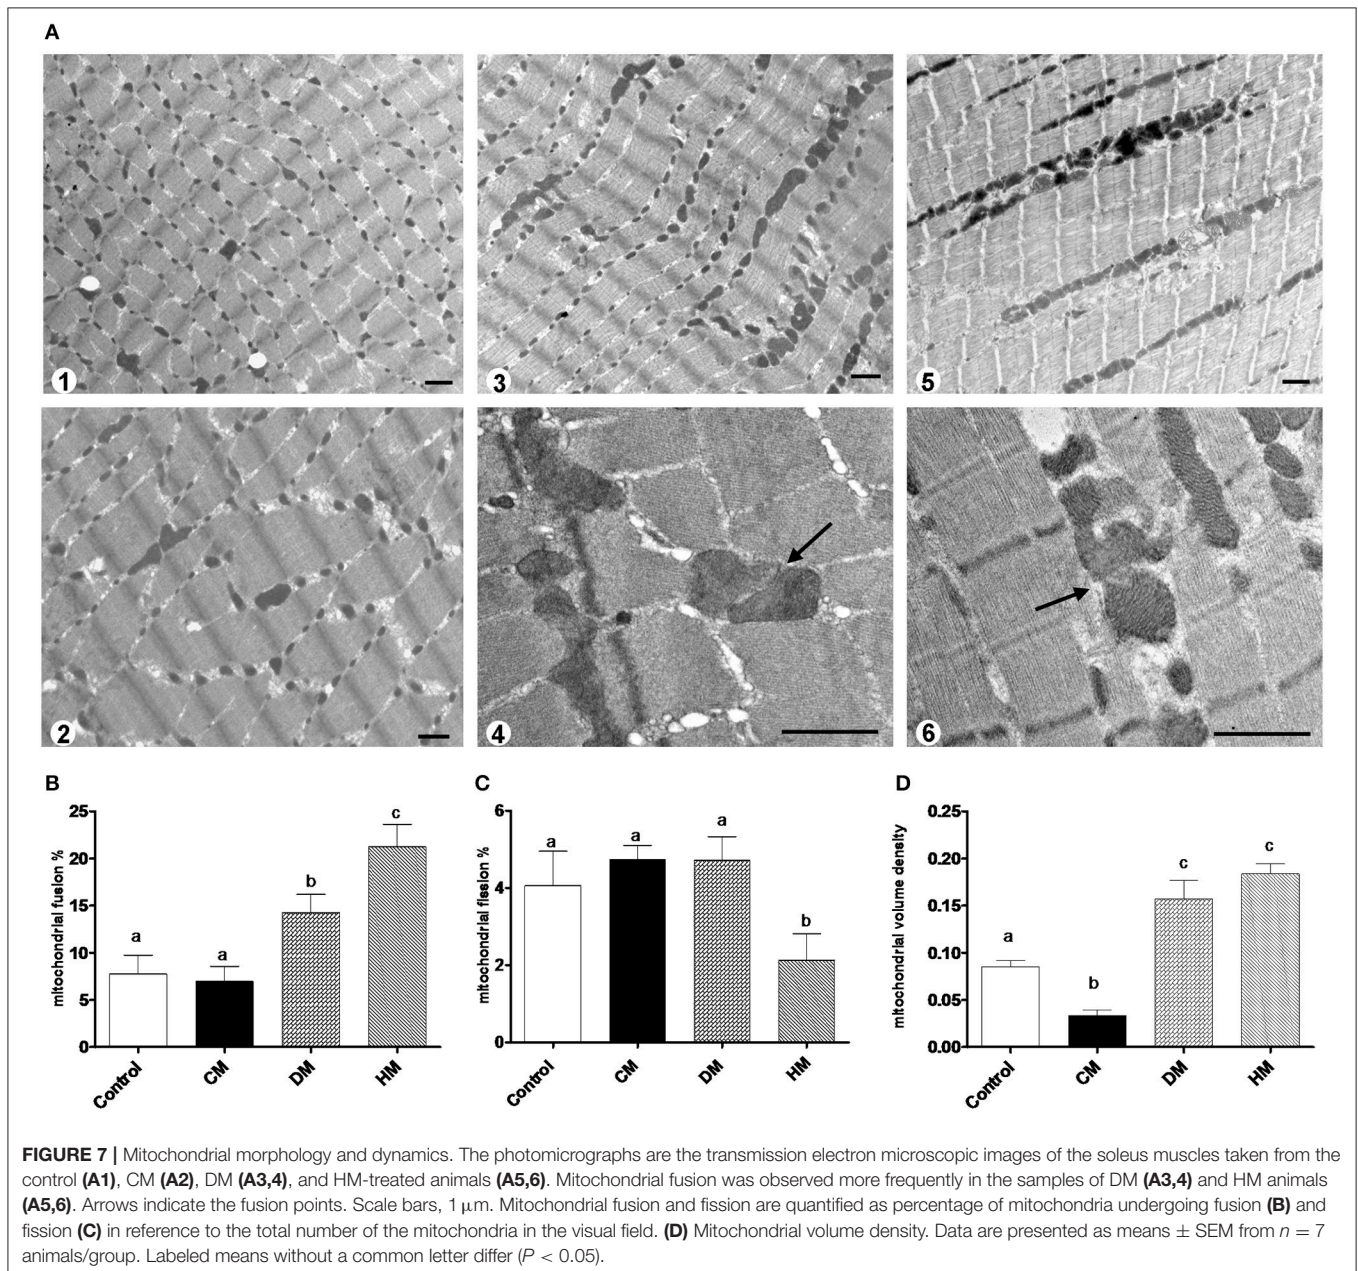 A
1
3
5
2
4
6
B
25
20
15
10
5
0
mitochondrial fusion %
a
a
b
c
Control
CM
DM
HM
C
6
4
2
0
mitochondrial fission %
a
a
a
b
Control
CM
DM
HM
D
0.25
0.20
0.15
0.10
0.05
0.00
mitochondrial volume density
a
b
c
c
Control
CM
DM
HM
FIGURE 7 | Mitochondrial morphology and dynamics. The photomicrographs are the transmission electron microscopic images of the soleus muscles taken from the
control (A1), CM (A2), DM (A3,4), and HM-treated animals (A5,6). Mitochondrial fusion was observed more frequently in the samples of DM (A3,4) and HM animals
(A5,6). Arrows indicate the fusion points. Scale bars, 1 μm. Mitochondrial fusion and fission are quantified as percentage of mitochondria undergoing fusion (B) and
fission (C) in reference to the total number of the mitochondria in the visual field. (D) Mitochondrial volume density. Data are presented as means ± SEM from n = 7
animals/group. Labeled means without a common letter differ (P < 0.05).